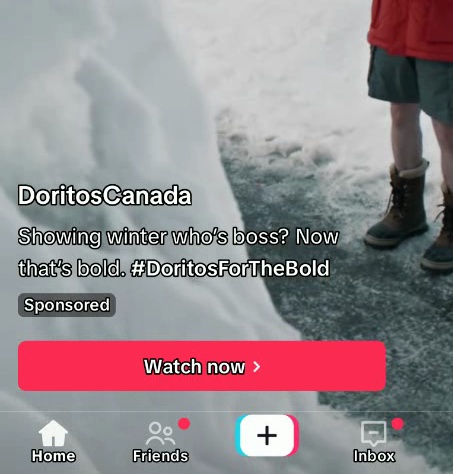 DoritosCanada
Showing winter who's boss? Now
that's bold. #DoritosForTheBold
Sponsored
Watch now >
Home Friends Inbox